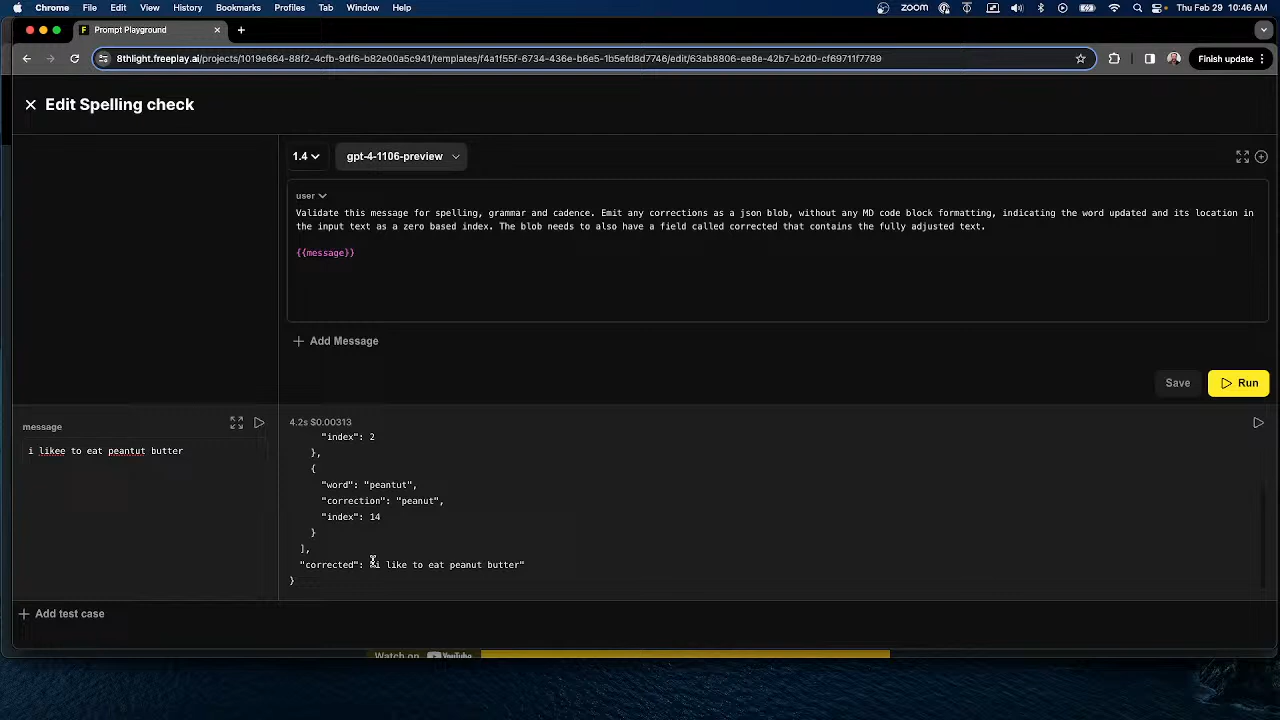 Chrome File Edit View History Bookmarks Profiles Tab Window Help
zoom Thu Feb 29 10:46 AM
Prompt Playground
8thlight.freeplay.ai/projects/1019e664-88f2-4cfb-9df6-b82e00a5c941/templates/f4a1f55f-6734-436e-b6e5-1b5efd8d7746/edit/63ab8806-ee8e-42b7-b2d0-cf69711f7789
Finish update
Edit Spelling check
1.4 gpt-4-1106-preview
user
Validate this message for spelling, grammar and cadence. Emit any corrections as a json blob, without any MD code block formatting, indicating the word updated and its location in
the input text as a zero based index. The blob needs to also have a field called corrected that contains the fully adjusted text.
{{message}}
Add Message
Save Run
message
i likee to eat peantut butter
4.2s $0.00313
"index": 2
},
{
"word": "peantut",
"correction": "peanut",
"index": 14
}
],
"corrected": "i like to eat peanut butter"
}
Add test case
Watch on YouTube